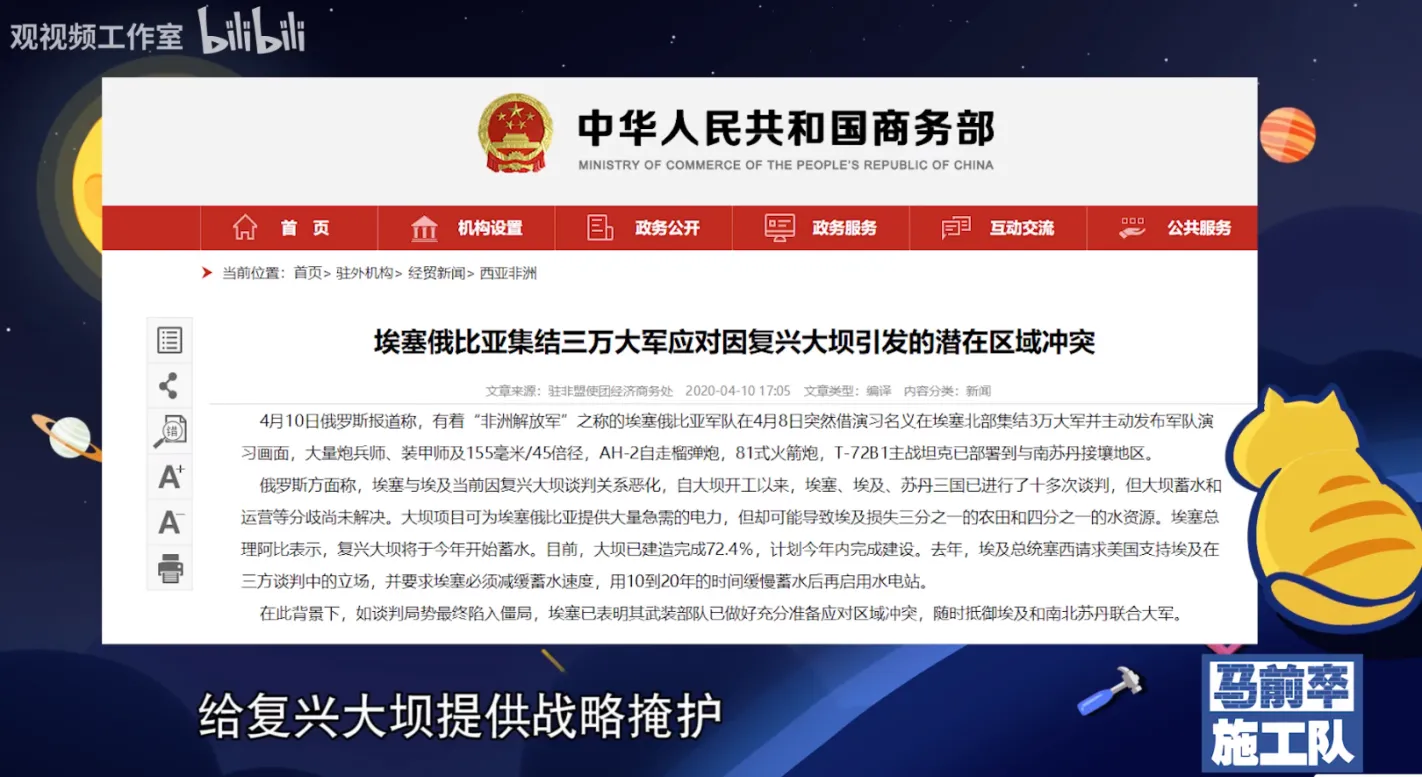 观视频工作室 bilibili
中华人民共和国商务部
MINISTRY OF COMMERCE OF THE PEOPLE'S REPUBLIC OF CHINA
首 页 机构设置 政务公开 政务服务 互动交流 公共服务
当前位置：首页> 驻外机构> 经贸新闻> 西亚非洲
埃塞俄比亚集结三万大军应对因复兴大坝引发的潜在区域冲突
文章来源：驻非盟使团经济商务处 2020-04-10 17:05 文章类型：编译 内容分类：新闻
4月10日俄罗斯报道称，有着“非洲解放军”之称的埃塞俄比亚军队在4月8日突然借演习名义在埃塞北部集结3万大军并主动发布军队演
习画面，大量炮兵师、装甲师及155毫米/45倍径，AH-2自走榴弹炮，81式火箭炮，T-72B1主战坦克已部署到与南苏丹接壤地区。
俄罗斯方面称，埃塞与埃及当前因复兴大坝谈判关系恶化，自大坝开工以来，埃塞、埃及、苏丹三国已进行了十多次谈判，但大坝蓄水和
运营等分歧尚未解决。大坝项目可为埃塞俄比亚提供大量急需的电力，但却可能导致埃及损失三分之一的农田和四分之一的水资源。埃塞总
理阿比表示，复兴大坝将于今年开始蓄水。目前，大坝已建造完成72.4%，计划今年内完成建设。去年，埃及总统塞西请求美国支持埃及在
三方谈判中的立场，并要求埃塞必须减缓蓄水速度，用10到20年的时间缓慢蓄水后再启用水电站。
在此背景下，如谈判局势最终陷入僵局，埃塞已表明其武装部队已做好充分准备应对区域冲突，随时抵御埃及和南北苏丹联合大军。
错
A+
A-
给复兴大坝提供战略掩护
马前卒
施工队